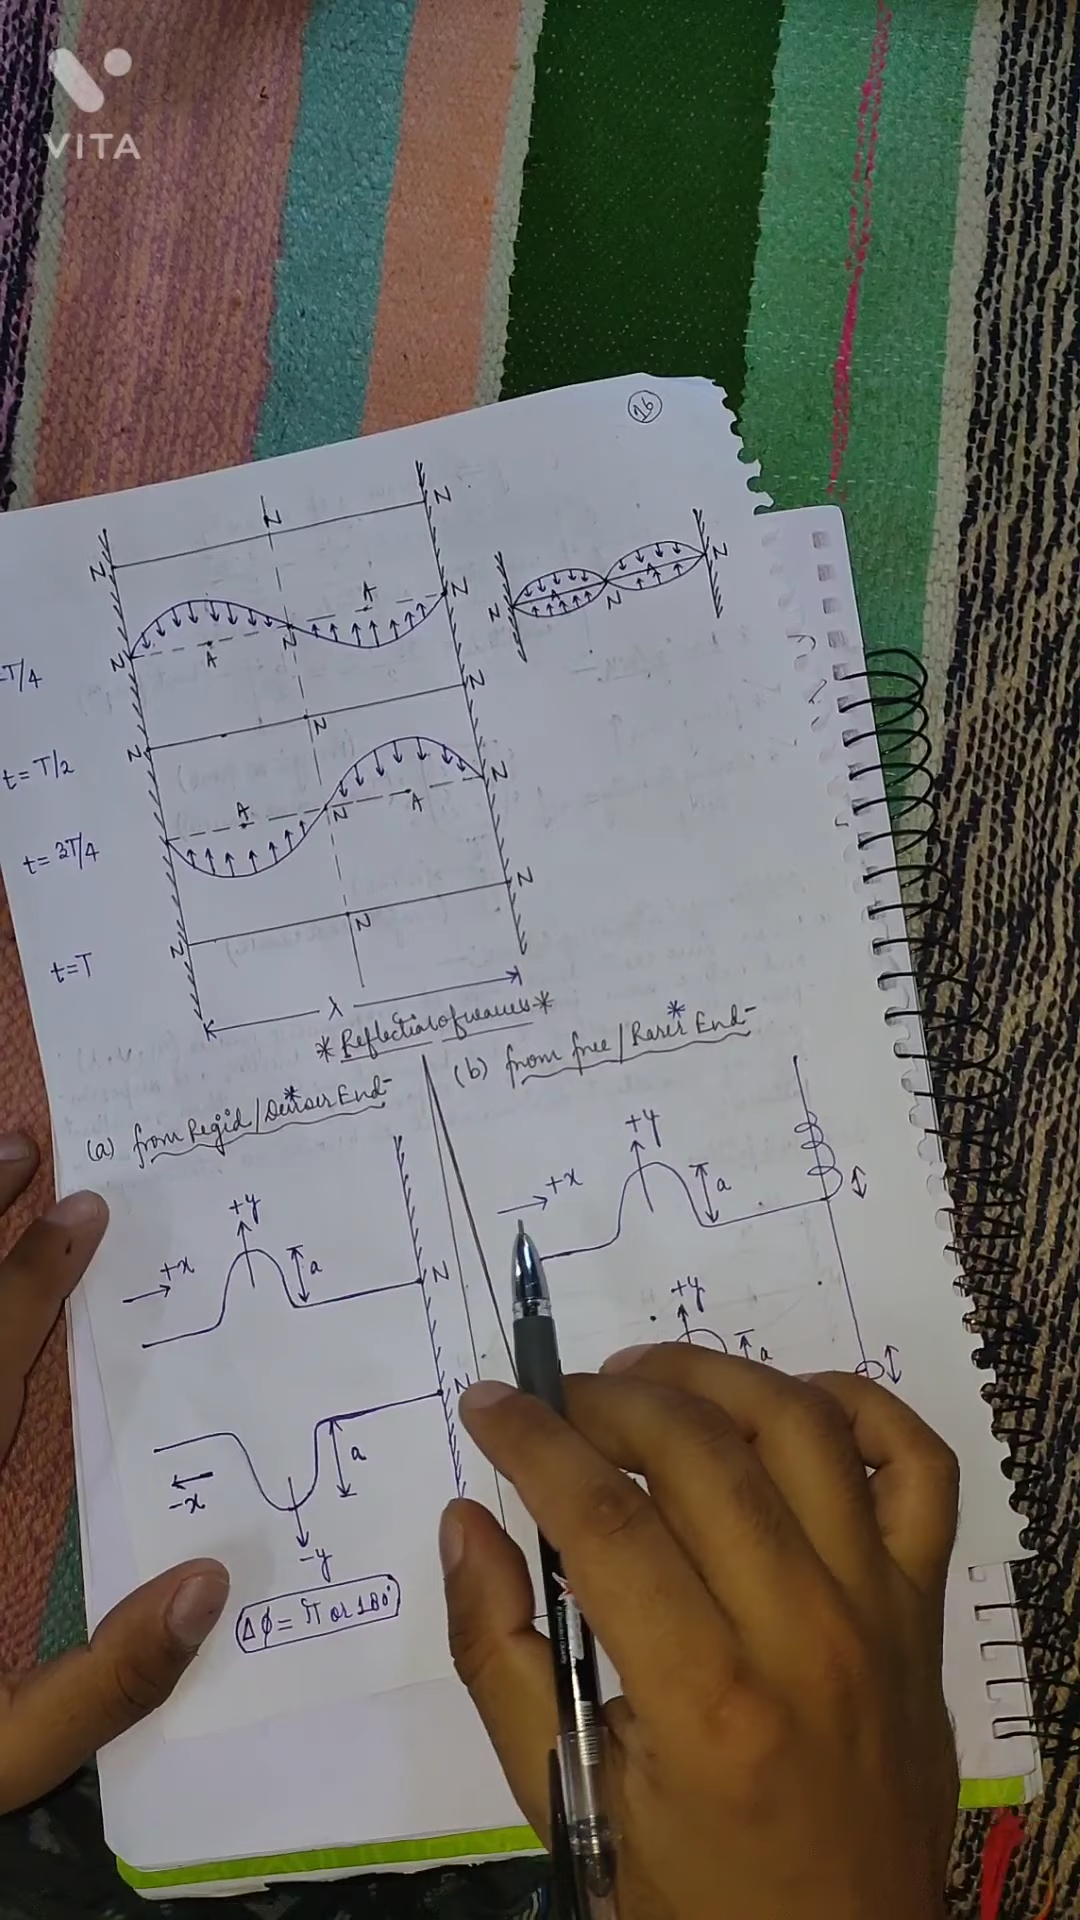 VITA
16
N N N
A
N A N N
-T/4
N N N
t = T/2
A N A N
t = 3T/4
N N N
t = T
λ
* Reflection of waves *
(a) from Regid / Denser End-
(b) from free / Rarer End-
N A N A N
+y
+x
a
N
N
a
-x
-y
Δφ = π or 180°
+y
+x
a
+y
a